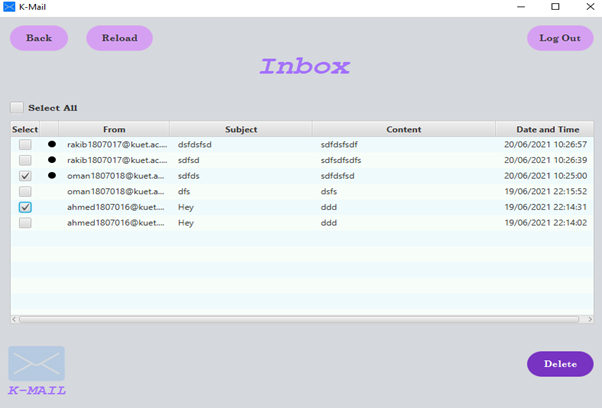 K-Mail
Back Reload Log Out
Inbox
Select All
Select From Subject Content Date and Time
rakib1807017@kuet.ac.... dsfdsfsd sdfdsfsdf 20/06/2021 10:26:57
rakib1807017@kuet.ac.... sdfsd sdfsdfsdfs 20/06/2021 10:26:39
oman1807018@kuet.a... sdfds sdfdsfsd 20/06/2021 10:25:00
oman1807018@kuet.a... dfs dsfs 19/06/2021 22:15:52
ahmed1807016@kuet.... Hey ddd 19/06/2021 22:14:31
ahmed1807016@kuet.... Hey ddd 19/06/2021 22:14:02
K-MAIL
Delete